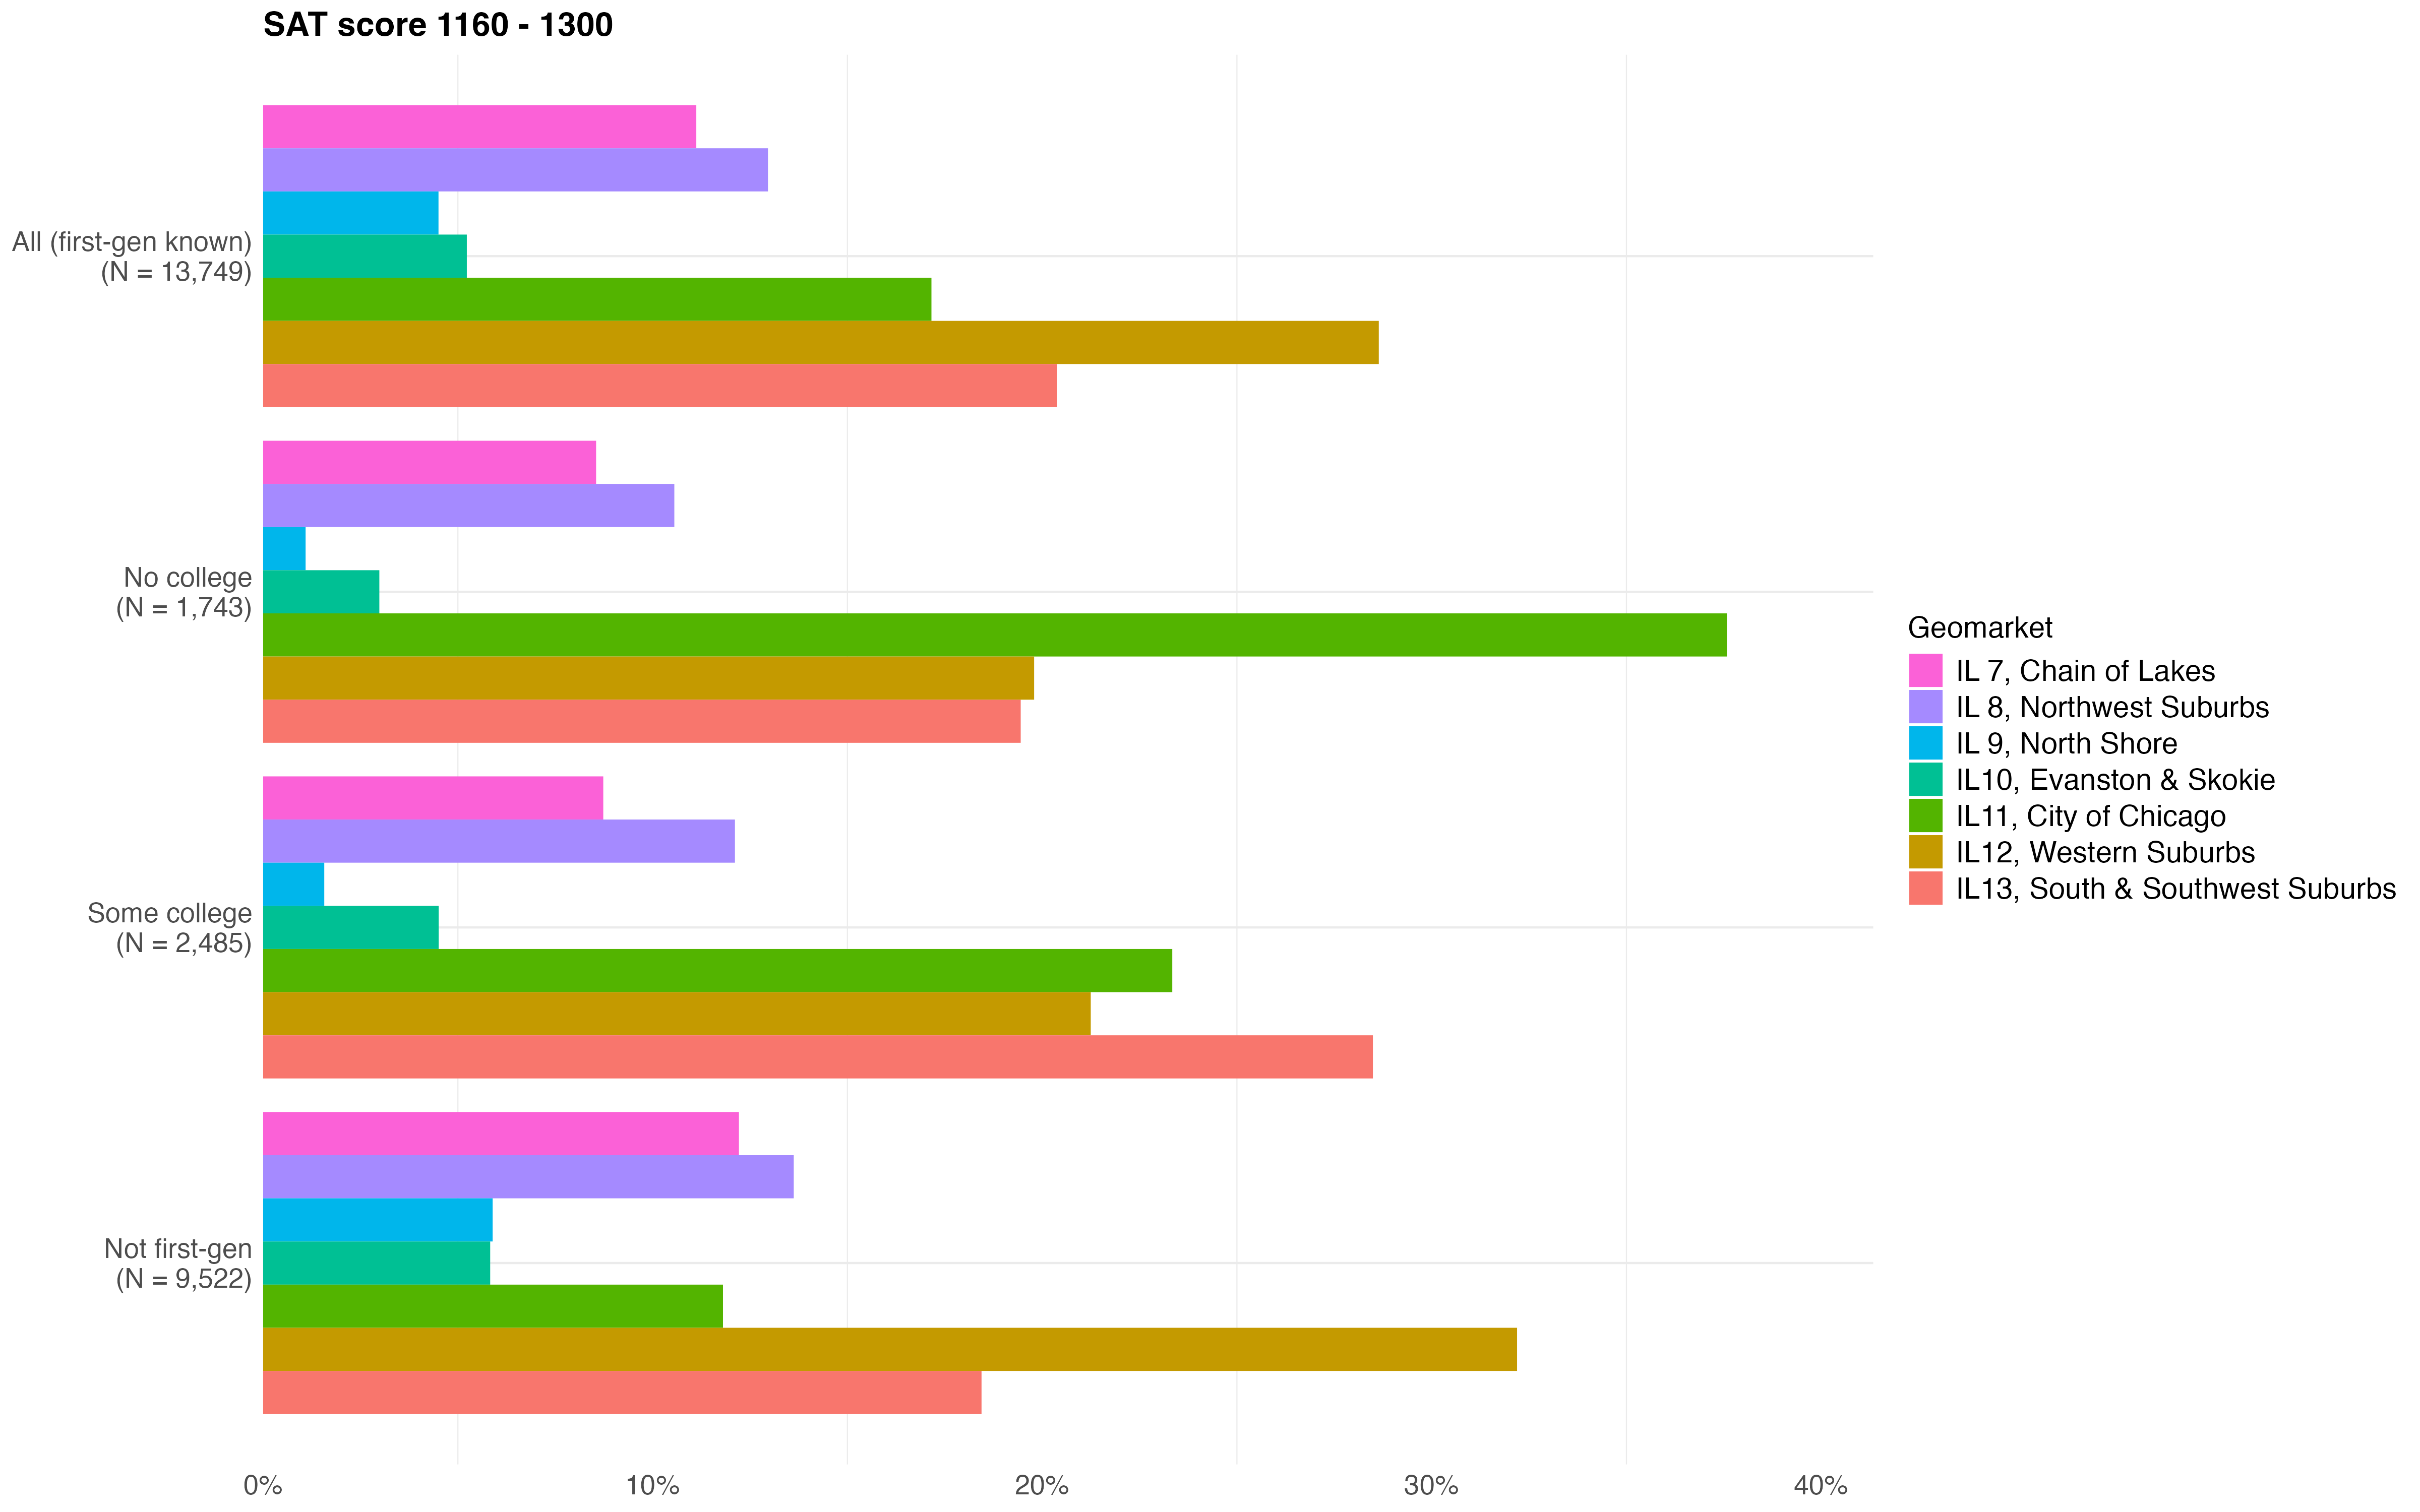 SAT score 1160 - 1300
All (first-gen known)
(N = 13,749)
No college
(N = 1,743)
Some college
(N = 2,485)
Not first-gen
(N = 9,522)
0%
10%
20%
30%
40%
Geomarket
IL 7, Chain of Lakes
IL 8, Northwest Suburbs
IL 9, North Shore
IL10, Evanston & Skokie
IL11, City of Chicago
IL12, Western Suburbs
IL13, South & Southwest Suburbs